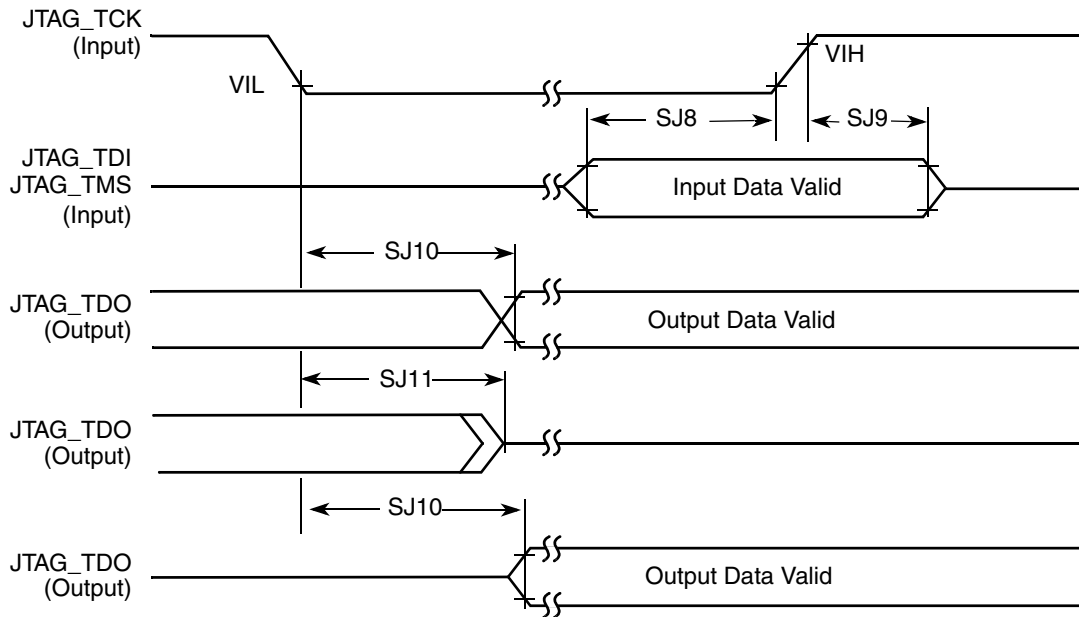 JTAG_TCK
(Input)
VIL
VIH
SJ8
SJ9
JTAG_TDI
JTAG_TMS
(Input)
Input Data Valid
SJ10
JTAG_TDO
(Output)
Output Data Valid
SJ11
JTAG_TDO
(Output)
SJ10
JTAG_TDO
(Output)
Output Data Valid